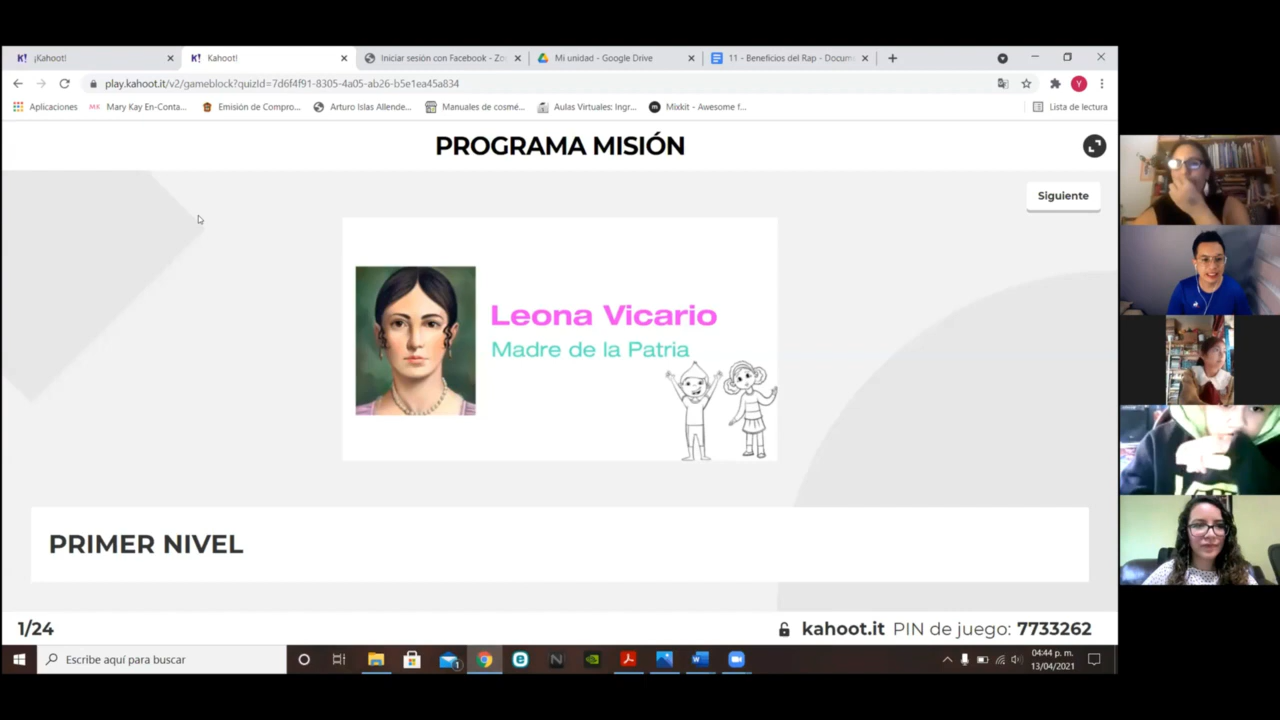 ¡Kahoot!
Kahoot!
Iniciar sesión con Facebook - Zo
Mi unidad - Google Drive
11 - Beneficios del Rap - Docum
play.kahoot.it/v2/gameblock?quizId=7d6f4f91-8305-4a05-ab26-b5e1ea45a834
Aplicaciones
MK Mary Kay En-Conta...
Emisión de Compro...
Arturo Islas Allende...
Manuales de cosmé...
Aulas Virtuales: Ingr...
Mixkit - Awesome f...
Lista de lectura
PROGRAMA MISIÓN
Siguiente
Leona Vicario
Madre de la Patria
PRIMER NIVEL
1/24
kahoot.it PIN de juego: 7733262
Escribe aquí para buscar
04:44 p. m.
13/04/2021